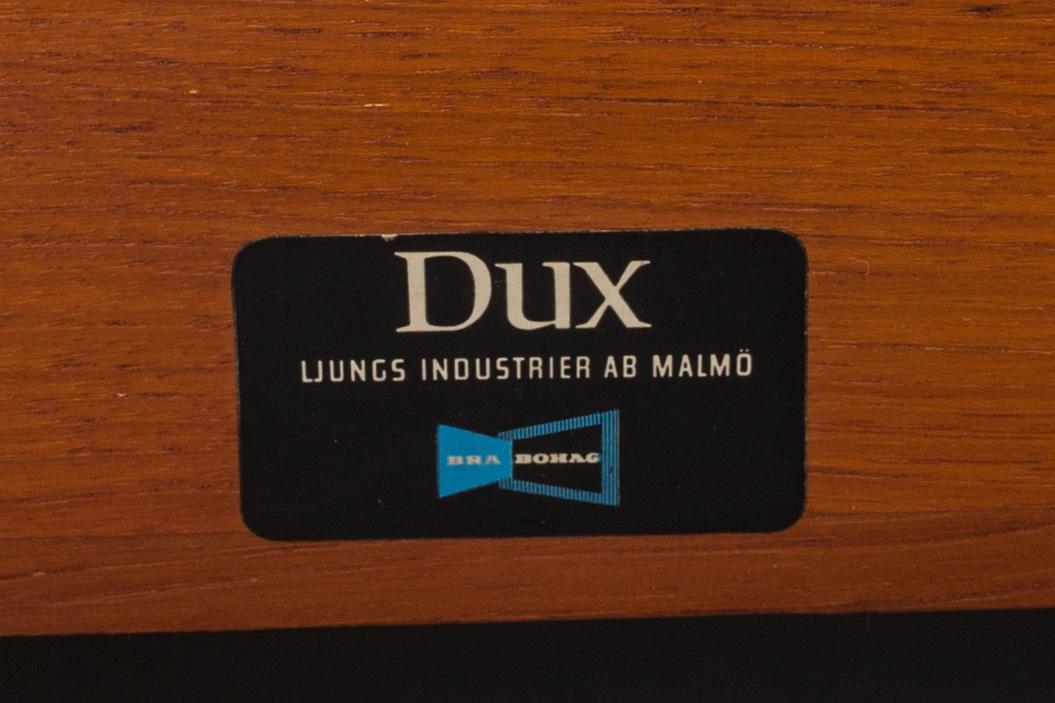 Dux
LJUNGS INDUSTRIER AB MALMÖ
BRA BOHAG